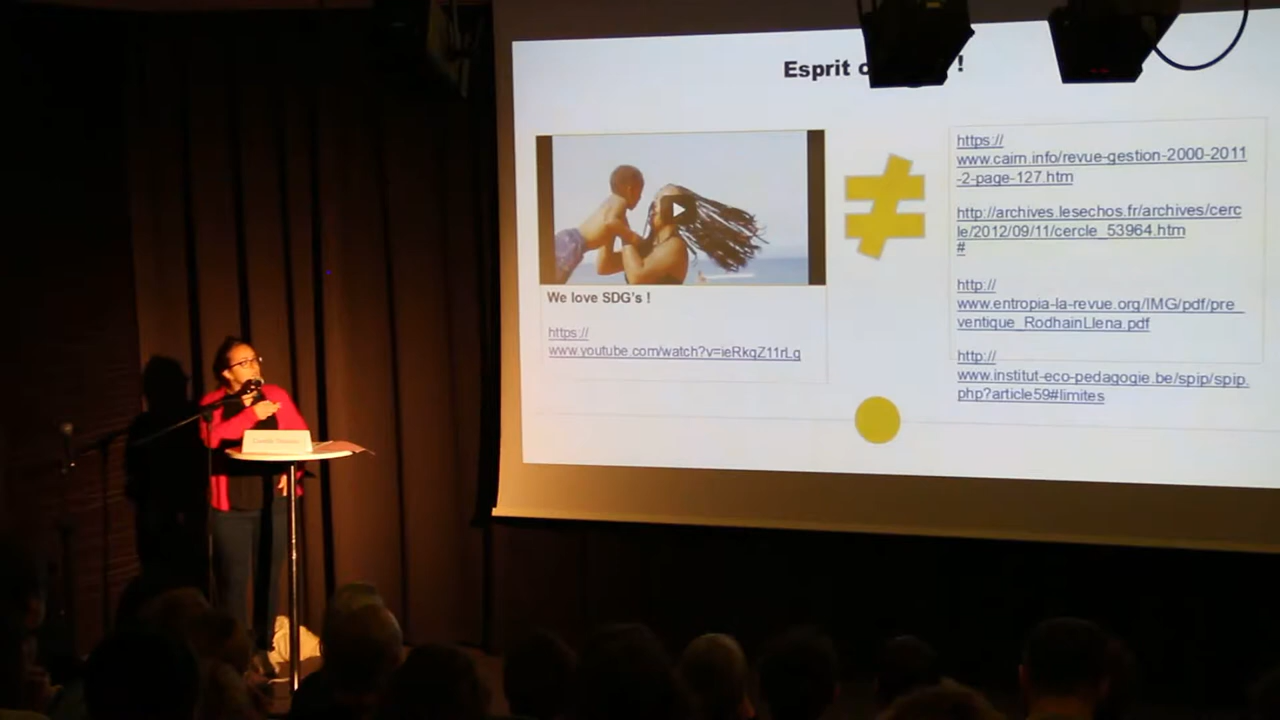 Esprit !
We love SDG's !
https://
www.youtube.com/watch?v=ieRkqZ11rLg
https://
www.cairn.info/revue-gestion-2000-2011
-2-page-127.htm
http://archives.lesechos.fr/archives/cerc
le/2012/09/11/cercle_53964.htm
#
http://
www.entropia-la-revue.org/IMG/pdf/pre
ventique_RodhainLlena.pdf
http://
www.institut-eco-pedagogie.be/spip/spip.
php?article59#limites